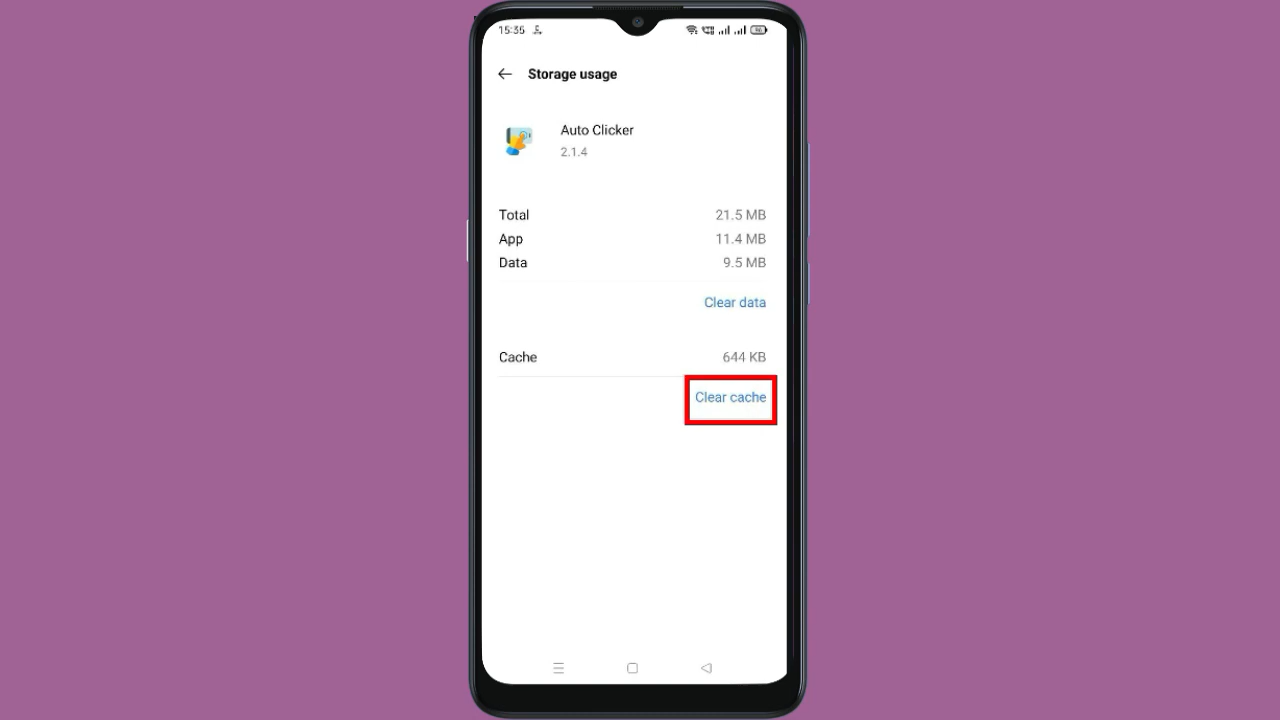 15:35
Storage usage
Auto Clicker
2.1.4
Total 21.5 MB
App 11.4 MB
Data 9.5 MB
Clear data
Cache 644 KB
Clear cache